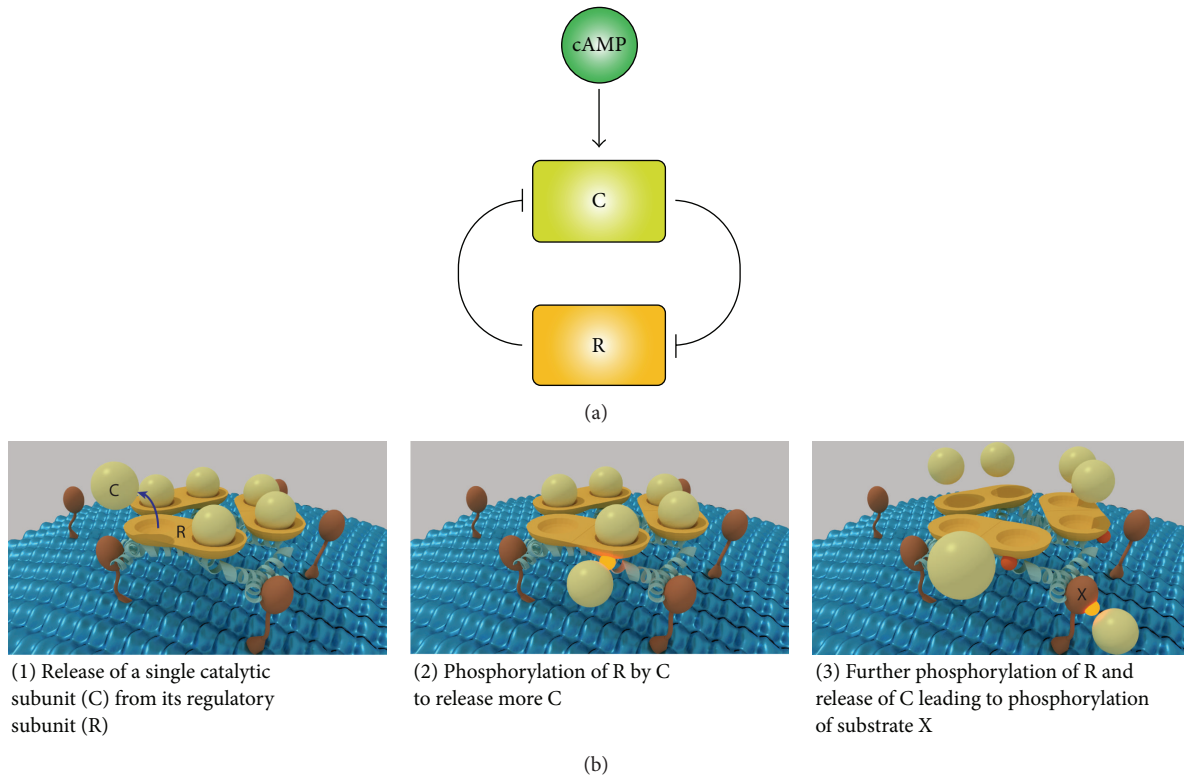 cAMP
C
R
(a)
C
R
X
(1) Release of a single catalytic
subunit (C) from its regulatory
subunit (R)
(2) Phosphorylation of R by C
to release more C
(3) Further phosphorylation of R and
release of C leading to phosphorylation
of substrate X
(b)